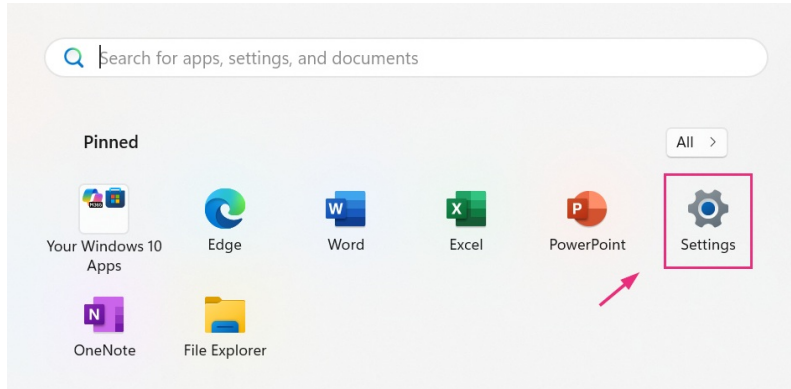 Search for apps, settings, and documents
Pinned
All
M365
Your Windows 10
Apps
Edge
W
Word
X
Excel
P
PowerPoint
Settings
N
OneNote
File Explorer